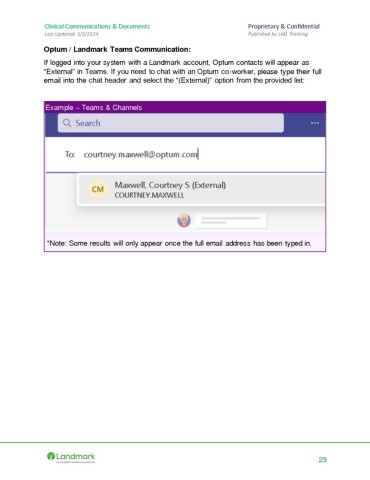 Clinical Communications & Documents Proprietary & Confidential
Last Updated: 5/3/2024 Published by LMI Training
Optum / Landmark Teams Communication:
If logged into your system with a Landmark account, Optum contacts will appear as
“External” in Teams. If you need to chat with an Optum co-worker, please type their full
email into the chat header and select the “(External)” option from the provided list:
Example – Teams & Channels
Search ...
To: courtney.maxwell@optum.com
CM Maxwell, Courtney S (External)
COURTNEY.MAXWELL
*Note: Some results will only appear once the full email address has been typed in.
Landmark
23